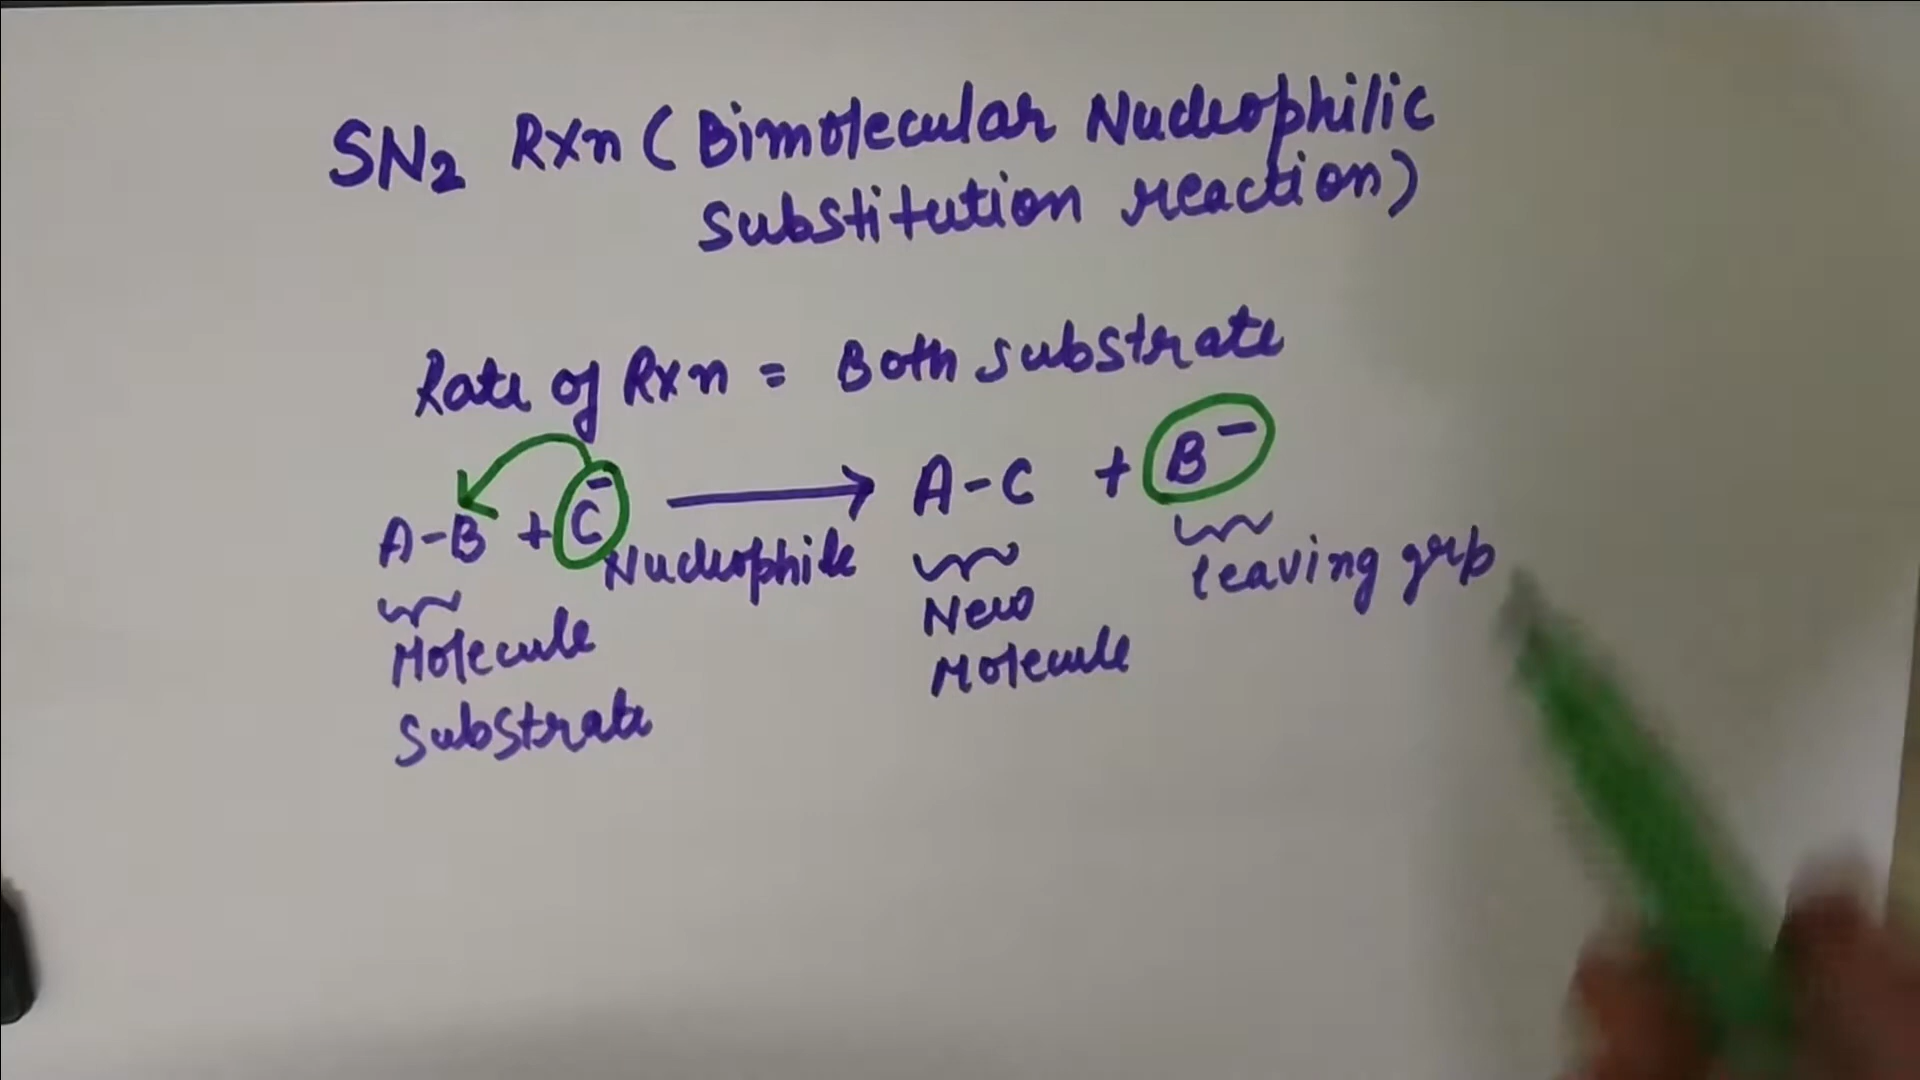 SN2 Rxn (Bimolecular Nucleophilic
substitution reaction)
Rate of Rxn = Both substrate
A-B + C⁻ → A-C + B⁻
Nucleophile
leaving grp
Molecule
Substrate
New
Molecule